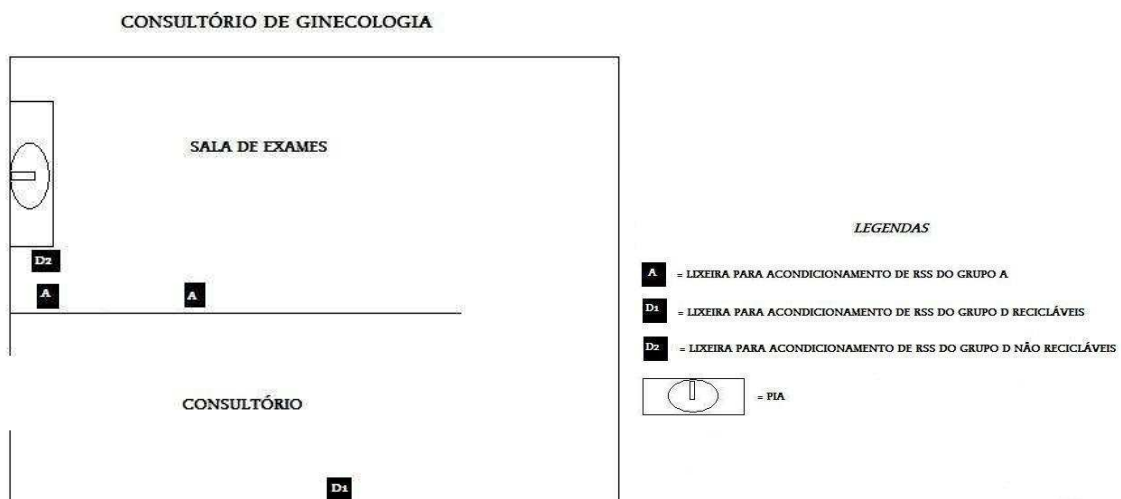 CONSULTÓRIO DE GINECOLOGIA
SALA DE EXAMES
D2
A
A
CONSULTÓRIO
D1
LEGENDAS
A = LIXEIRA PARA ACONDICIONAMENTO DE RSS DO GRUPO A
D1 = LIXEIRA PARA ACONDICIONAMENTO DE RSS DO GRUPO D RECICLÁVEIS
D2 = LIXEIRA PARA ACONDICIONAMENTO DE RSS DO GRUPO D NÃO RECICLÁVEIS
= PIA